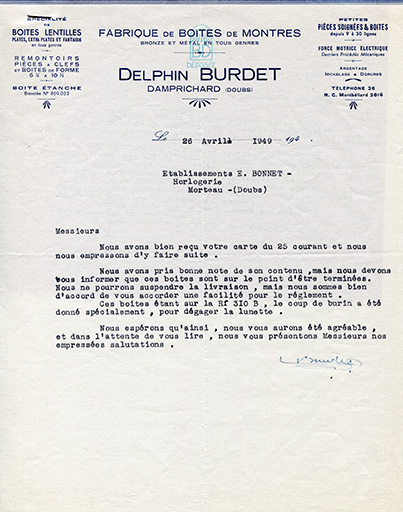 SPÉCIALITÉ
DE
BOITES LENTILLES
PLATES, EXTRA PLATES ET FANTAISIE
en tous genres
REMONTOIRS
PIÈCES A CLEFS
ET BOITES DE FORME
5 ¼ à 10 ½
BOITE ÉTANCHE
Brevetée N° 869.002
FABRIQUE DE BOITES DE MONTRES
BRONZE ET MÉTAL EN TOUS GENRES
DÉPOSÉE
DELPHIN BURDET
DAMPRICHARD (DOUBS)
PETITES
PIÈCES SOIGNÉES & BOITES
depuis 9 à 30 lignes
FORCE MOTRICE ÉLECTRIQUE
Derniers Procédés Mécaniques
ARGENTAGE
NICKELAGE & DORURES
TÉLÉPHONE 36
R. C. Montbéliard 3816
Le 26 Avril 1949 194 .
Etablissements E. BONNET -
Horlogerie
Morteau -(Doubs)
Messieurs
Nous avons bien reçu votre carte du 25 courant et nous
nous empressons d'y faire suite .
Nous avons pris bonne note de son contenu ,mais nous devons
vous informer que ces boites sont sur le point d'être terminées.
Nous ne pourrons suspendre la livraison , mais nous sommes bien
d'accord de vous accorder une facilité pour le réglement .
Ces boites étant sur la Rf 310 B , le coup de burin a été
donné spécialement , pour dégager la lunette .
Nous espérons qu'ainsi , nous vous aurons été agréable ,
et dans l'attente de vous lire , nous vous présentons Messieurs nos
empressées salutations .